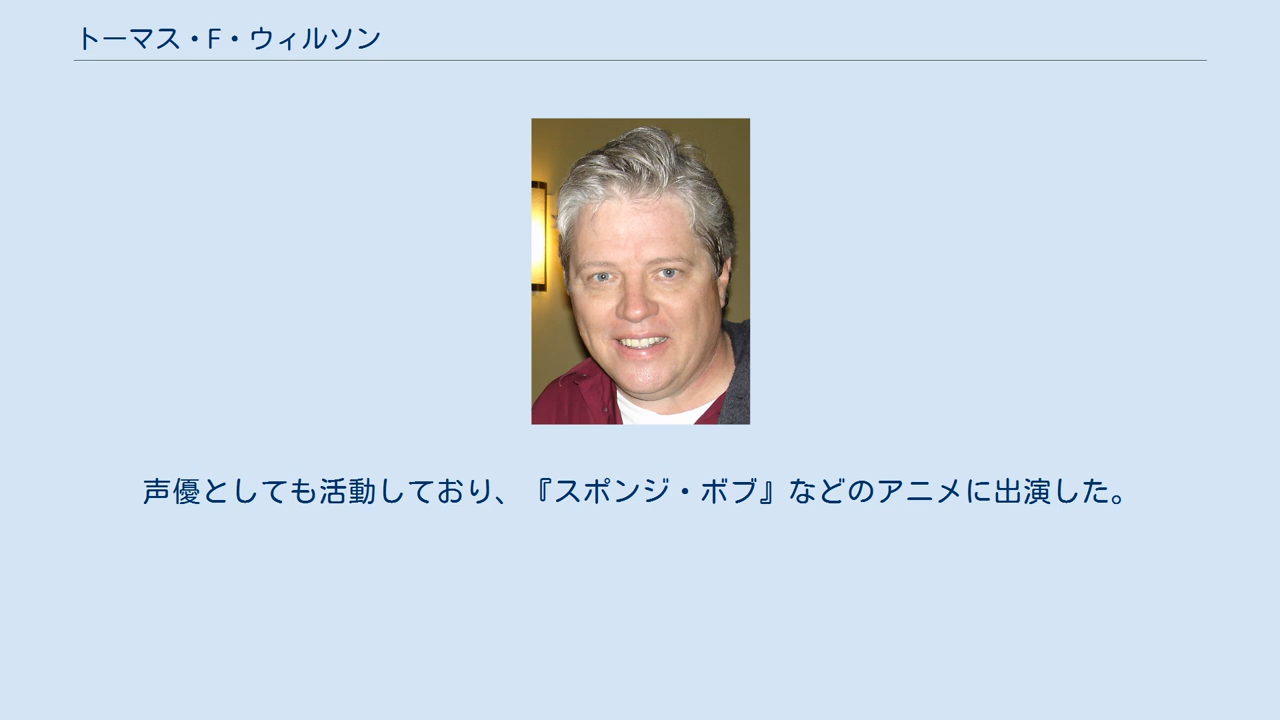 トーマス・F・ウィルソン
声優としても活動しており、『スポンジ・ボブ』などのアニメに出演した。